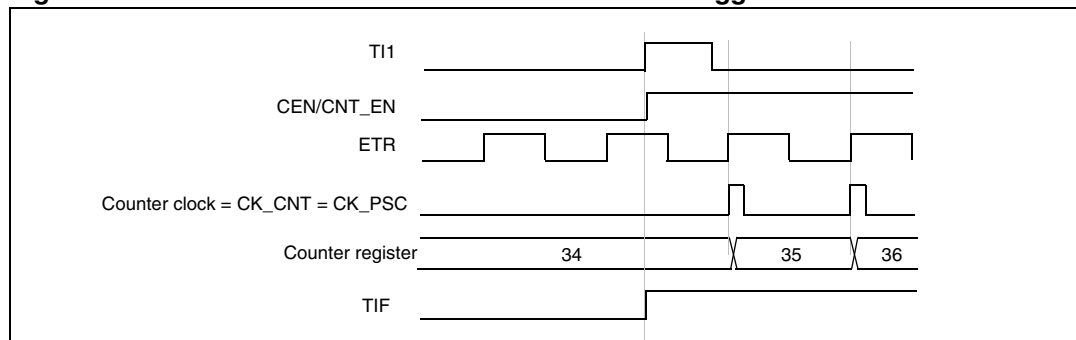 TI1
CEN/CNT_EN
ETR
Counter clock = CK_CNT = CK_PSC
Counter register
34
35
36
TIF